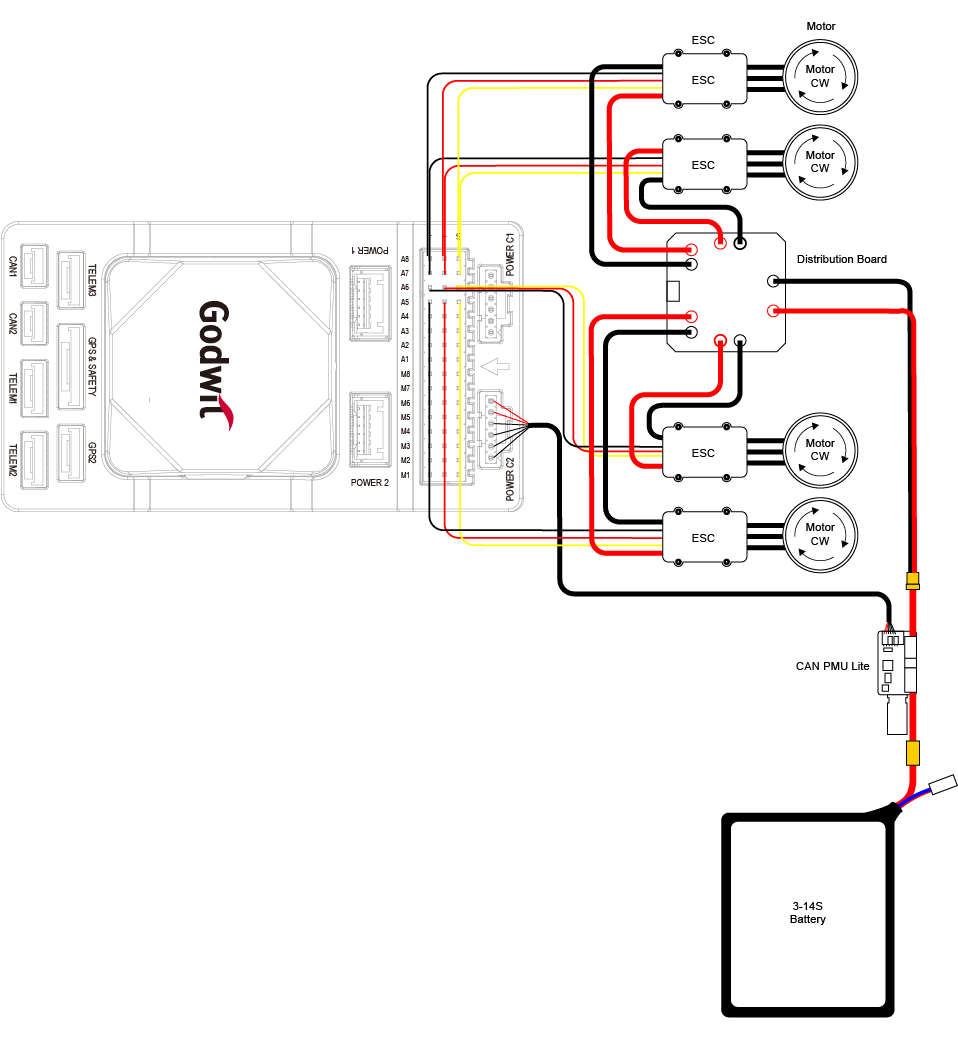 Motor
ESC
ESC
Motor
CW
ESC
Motor
CW
Distribution Board
POWER 1
S
POWER C1
CAN1
TELEM3
A8
A7
A6
A5
A4
A3
A2
A1
M8
M7
M6
M5
M4
M3
M2
M1
CAN2
GPS & SAFETY
Godwit
TELEM1
TELEM2
GPS2
POWER 2
POWER C2
ESC
Motor
CW
ESC
Motor
CW
CAN PMU Lite
3-14S
Battery